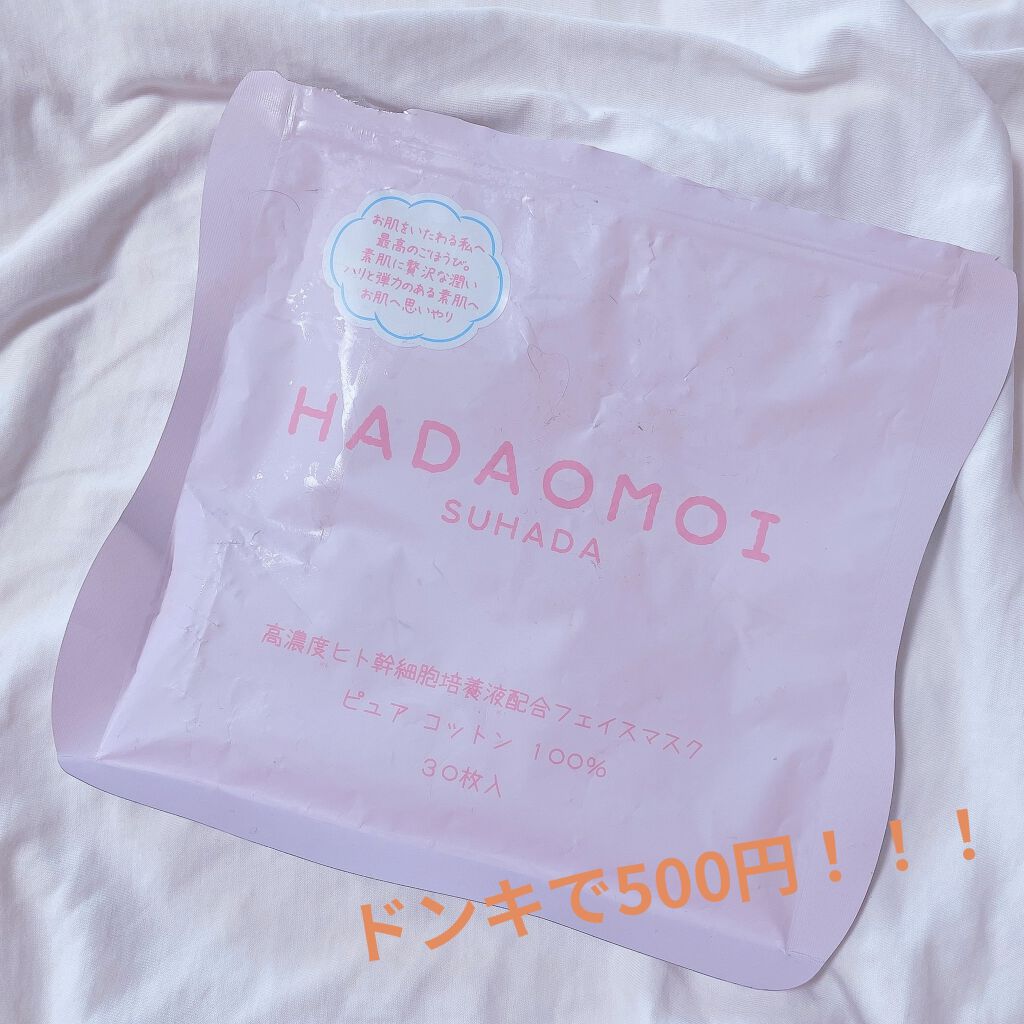 お肌をいたわる私へ
最高のごほうび。
素肌に贅沢な潤い
ハリと弾力のある素肌へ
お肌へ思いやり
HADAOMOI
SUHADA
高濃度ヒト幹細胞培養液配合フェイスマスク
ピュア コットン 100%
30枚入
ドンキで500円！！！